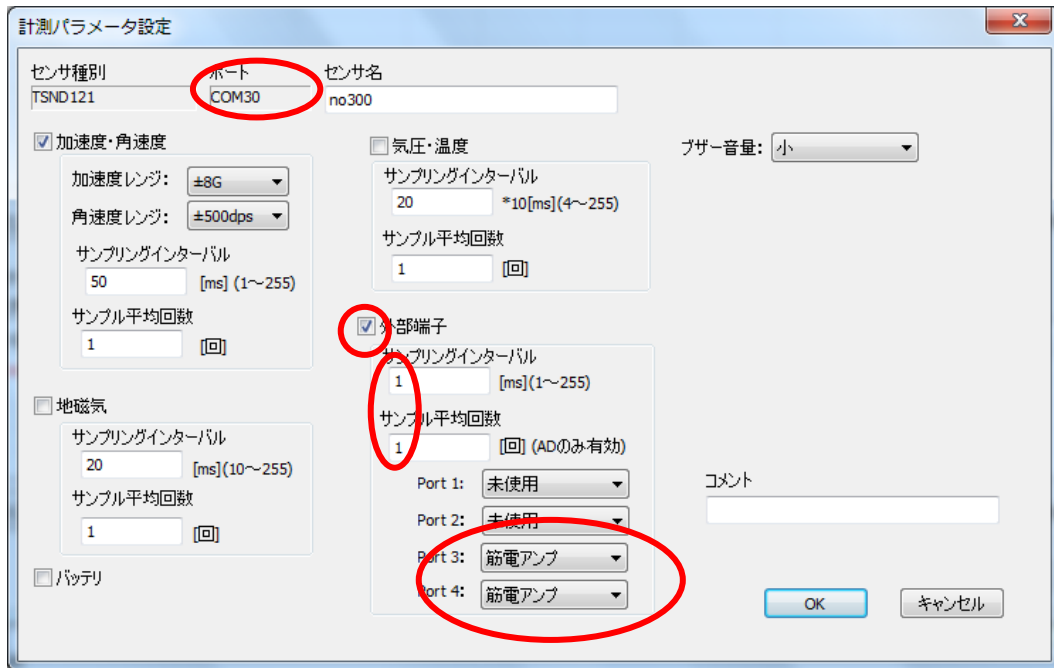 計測パラメータ設定
センサ種別 ポート センサ名
TSND121 COM30 no300
加速度・角速度
加速度レンジ: ±8G
角速度レンジ: ±500dps
サンプリングインターバル
50 [ms] (1～255)
サンプル平均回数
1 [回]
地磁気
サンプリングインターバル
20 [ms](10～255)
サンプル平均回数
1 [回]
バッテリ
気圧・温度
サンプリングインターバル
20 *10[ms](4～255)
サンプル平均回数
1 [回]
外部端子
サンプリングインターバル
1 [ms](1～255)
サンプル平均回数
1 [回] (ADのみ有効)
Port 1: 未使用
Port 2: 未使用
Port 3: 筋電アンプ
Port 4: 筋電アンプ
ブザー音量: 小
コメント
OK キャンセル